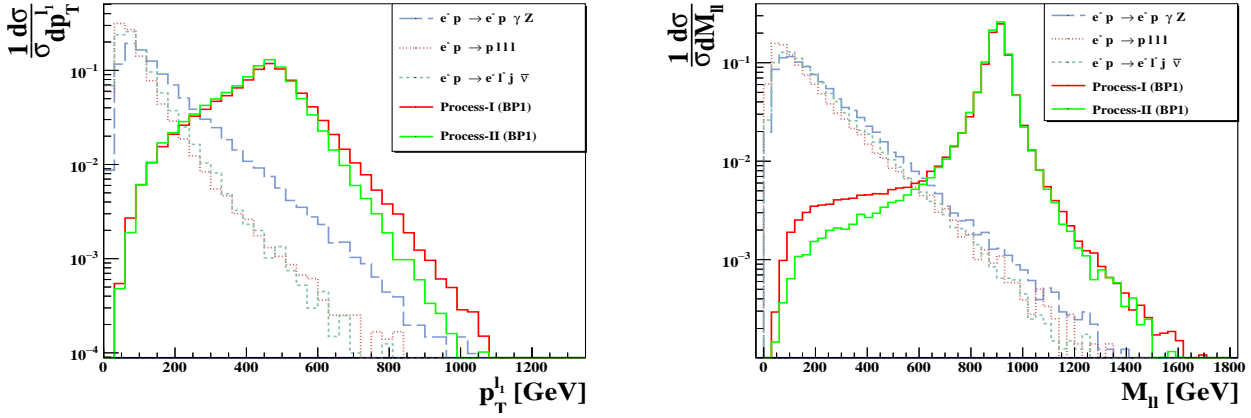 1 dσ
σ dp_T^{l_1}
e⁻ p → e⁻ p γ Z
e⁻ p → p l l l
e⁻ p → e⁻ l⁻ j ν̅
Process-I (BP1)
Process-II (BP1)
10⁻¹
10⁻²
10⁻³
10⁻⁴
0 200 400 600 800 1000 1200
p_T^{l_1} [GeV]
1 dσ
σ dM_ll
e⁻ p → e⁻ p γ Z
e⁻ p → p l l l
e⁻ p → e⁻ l⁻ j ν̅
Process-I (BP1)
Process-II (BP1)
10⁻¹
10⁻²
10⁻³
0 200 400 600 800 1000 1200 1400 1600 1800
M_ll [GeV]